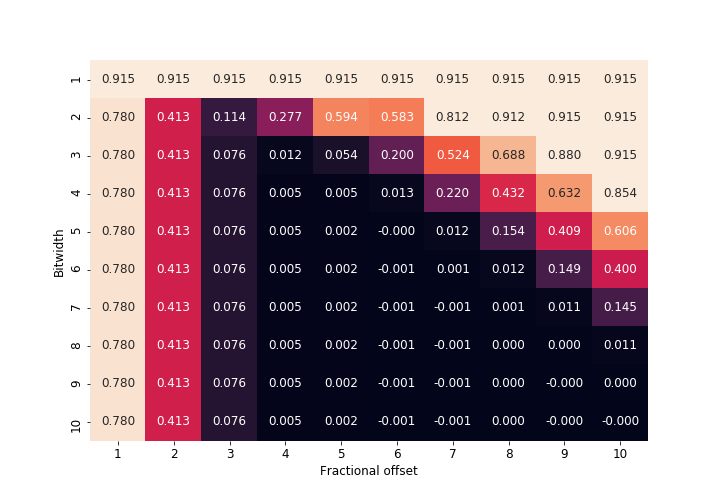 1 0.915 0.915 0.915 0.915 0.915 0.915 0.915 0.915 0.915 0.915
2 0.780 0.413 0.114 0.277 0.594 0.583 0.812 0.912 0.915 0.915
3 0.780 0.413 0.076 0.012 0.054 0.200 0.524 0.688 0.880 0.915
4 0.780 0.413 0.076 0.005 0.005 0.013 0.220 0.432 0.632 0.854
5 0.780 0.413 0.076 0.005 0.002 -0.000 0.012 0.154 0.409 0.606
6 0.780 0.413 0.076 0.005 0.002 -0.001 0.001 0.012 0.149 0.400
7 0.780 0.413 0.076 0.005 0.002 -0.001 -0.001 0.001 0.011 0.145
8 0.780 0.413 0.076 0.005 0.002 -0.001 -0.001 0.000 0.000 0.011
9 0.780 0.413 0.076 0.005 0.002 -0.001 -0.001 0.000 -0.000 0.000
10 0.780 0.413 0.076 0.005 0.002 -0.001 -0.001 0.000 -0.000 -0.000
Bitwidth
1 2 3 4 5 6 7 8 9 10
Fractional offset